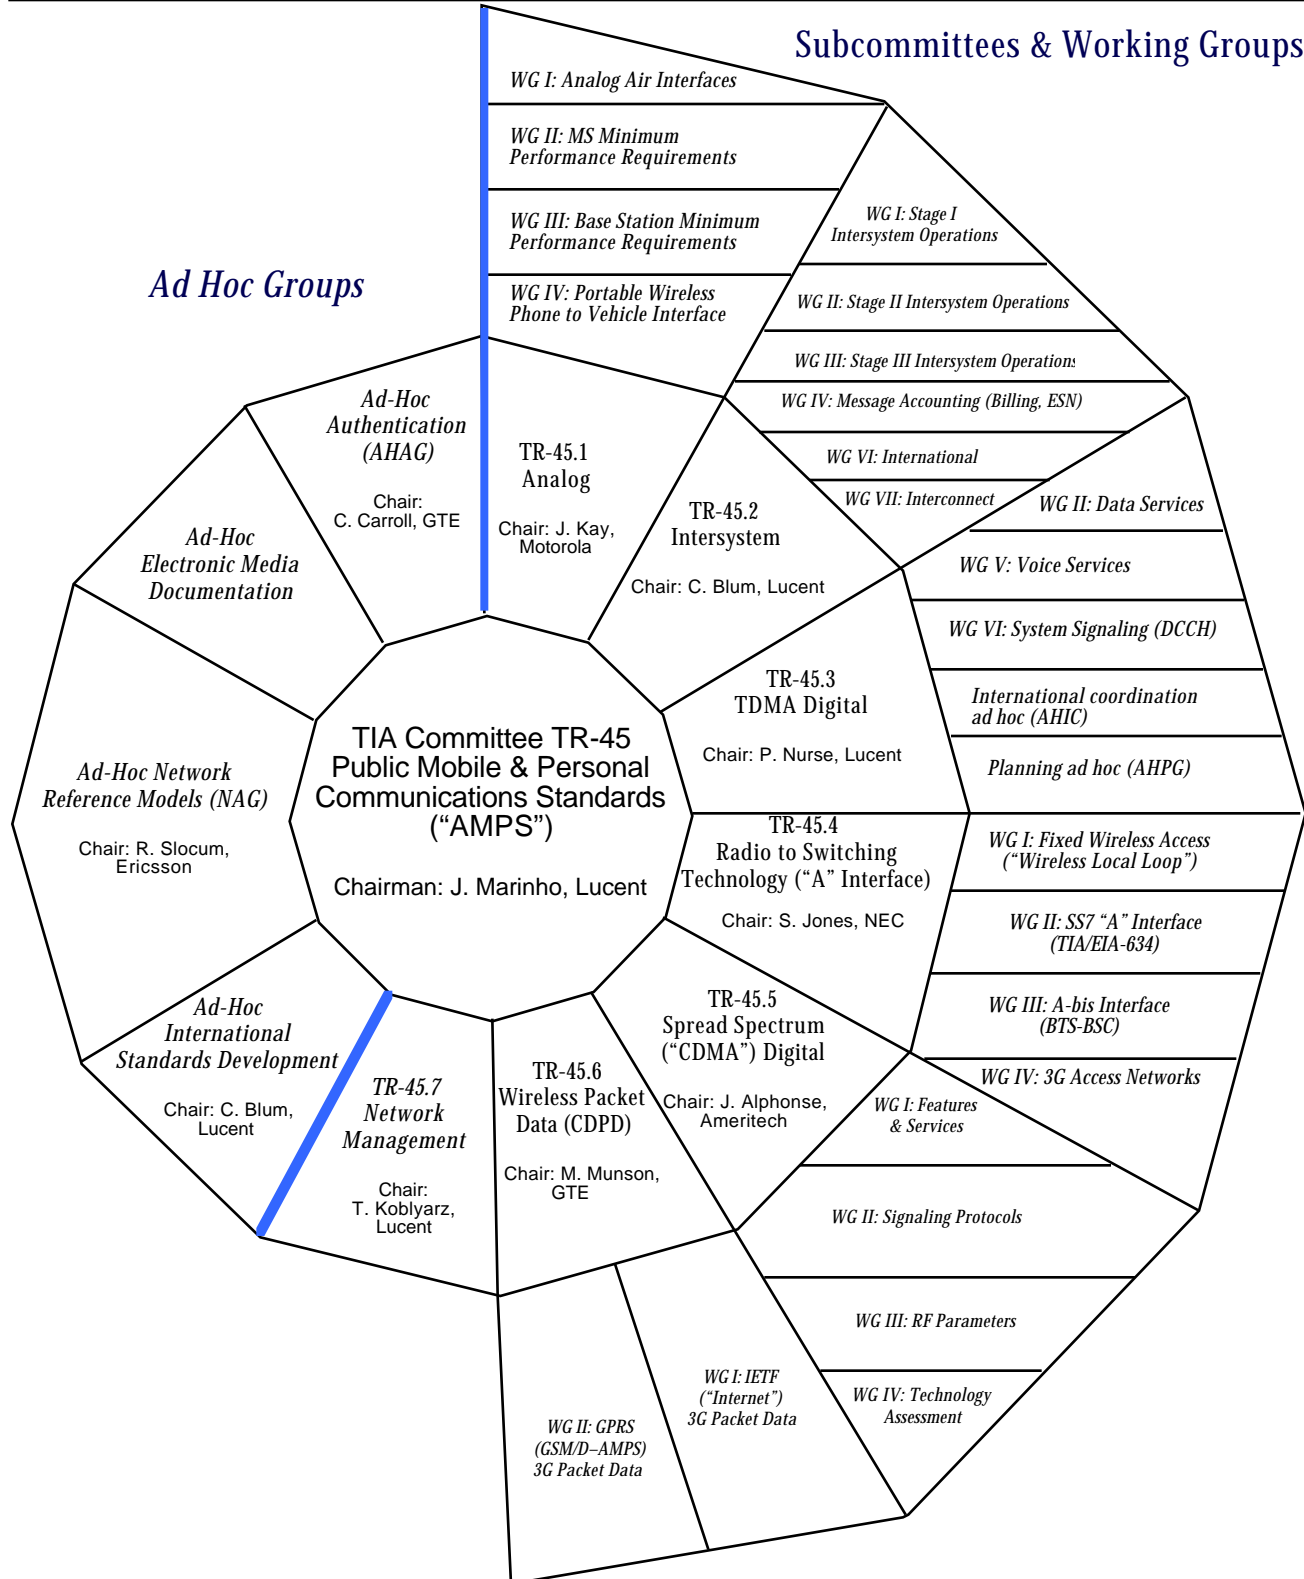 Subcommittees & Working Groups
WG I: Analog Air Interfaces
WG II: MS Minimum
Performance Requirements
WG III: Base Station Minimum
Performance Requirements
WG IV: Portable Wireless
Phone to Vehicle Interface
WG I: Stage I
Intersystem Operations
WG II: Stage II Intersystem Operations
WG III: Stage III Intersystem Operations
WG IV: Message Accounting (Billing, ESN)
WG VI: International
WG VII: Interconnect
Ad Hoc Groups
Ad-Hoc
Authentication
(AHAG)
Chair:
C. Carroll, GTE
TR-45.1
Analog
Chair: J. Kay,
Motorola
TR-45.2
Intersystem
Chair: C. Blum, Lucent
WG II: Data Services
WG V: Voice Services
WG VI: System Signaling (DCCH)
International coordination
ad hoc (AHIC)
Planning ad hoc (AHPG)
Ad-Hoc
Electronic Media
Documentation
TR-45.3
TDMA Digital
Chair: P. Nurse, Lucent
TIA Committee TR-45
Public Mobile & Personal
Communications Standards
(“AMPS”)
Chairman: J. Marinho, Lucent
Ad-Hoc Network
Reference Models (NAG)
Chair: R. Slocum,
Ericsson
TR-45.4
Radio to Switching
Technology (“A” Interface)
Chair: S. Jones, NEC
WG I: Fixed Wireless Access
(“Wireless Local Loop”)
WG II: SS7 “A” Interface
(TIA/EIA-634)
WG III: A-bis Interface
(BTS-BSC)
WG IV: 3G Access Networks
Ad-Hoc
International
Standards Development
Chair: C. Blum,
Lucent
TR-45.7
Network
Management
Chair:
T. Koblyarz,
Lucent
TR-45.6
Wireless Packet
Data (CDPD)
Chair: M. Munson,
GTE
TR-45.5
Spread Spectrum
(“CDMA”) Digital
Chair: J. Alphonse,
Ameritech
WG I: Features
& Services
WG II: Signaling Protocols
WG III: RF Parameters
WG IV: Technology
Assessment
WG I: IETF
(“Internet”)
3G Packet Data
WG II: GPRS
(GSM/D–AMPS)
3G Packet Data